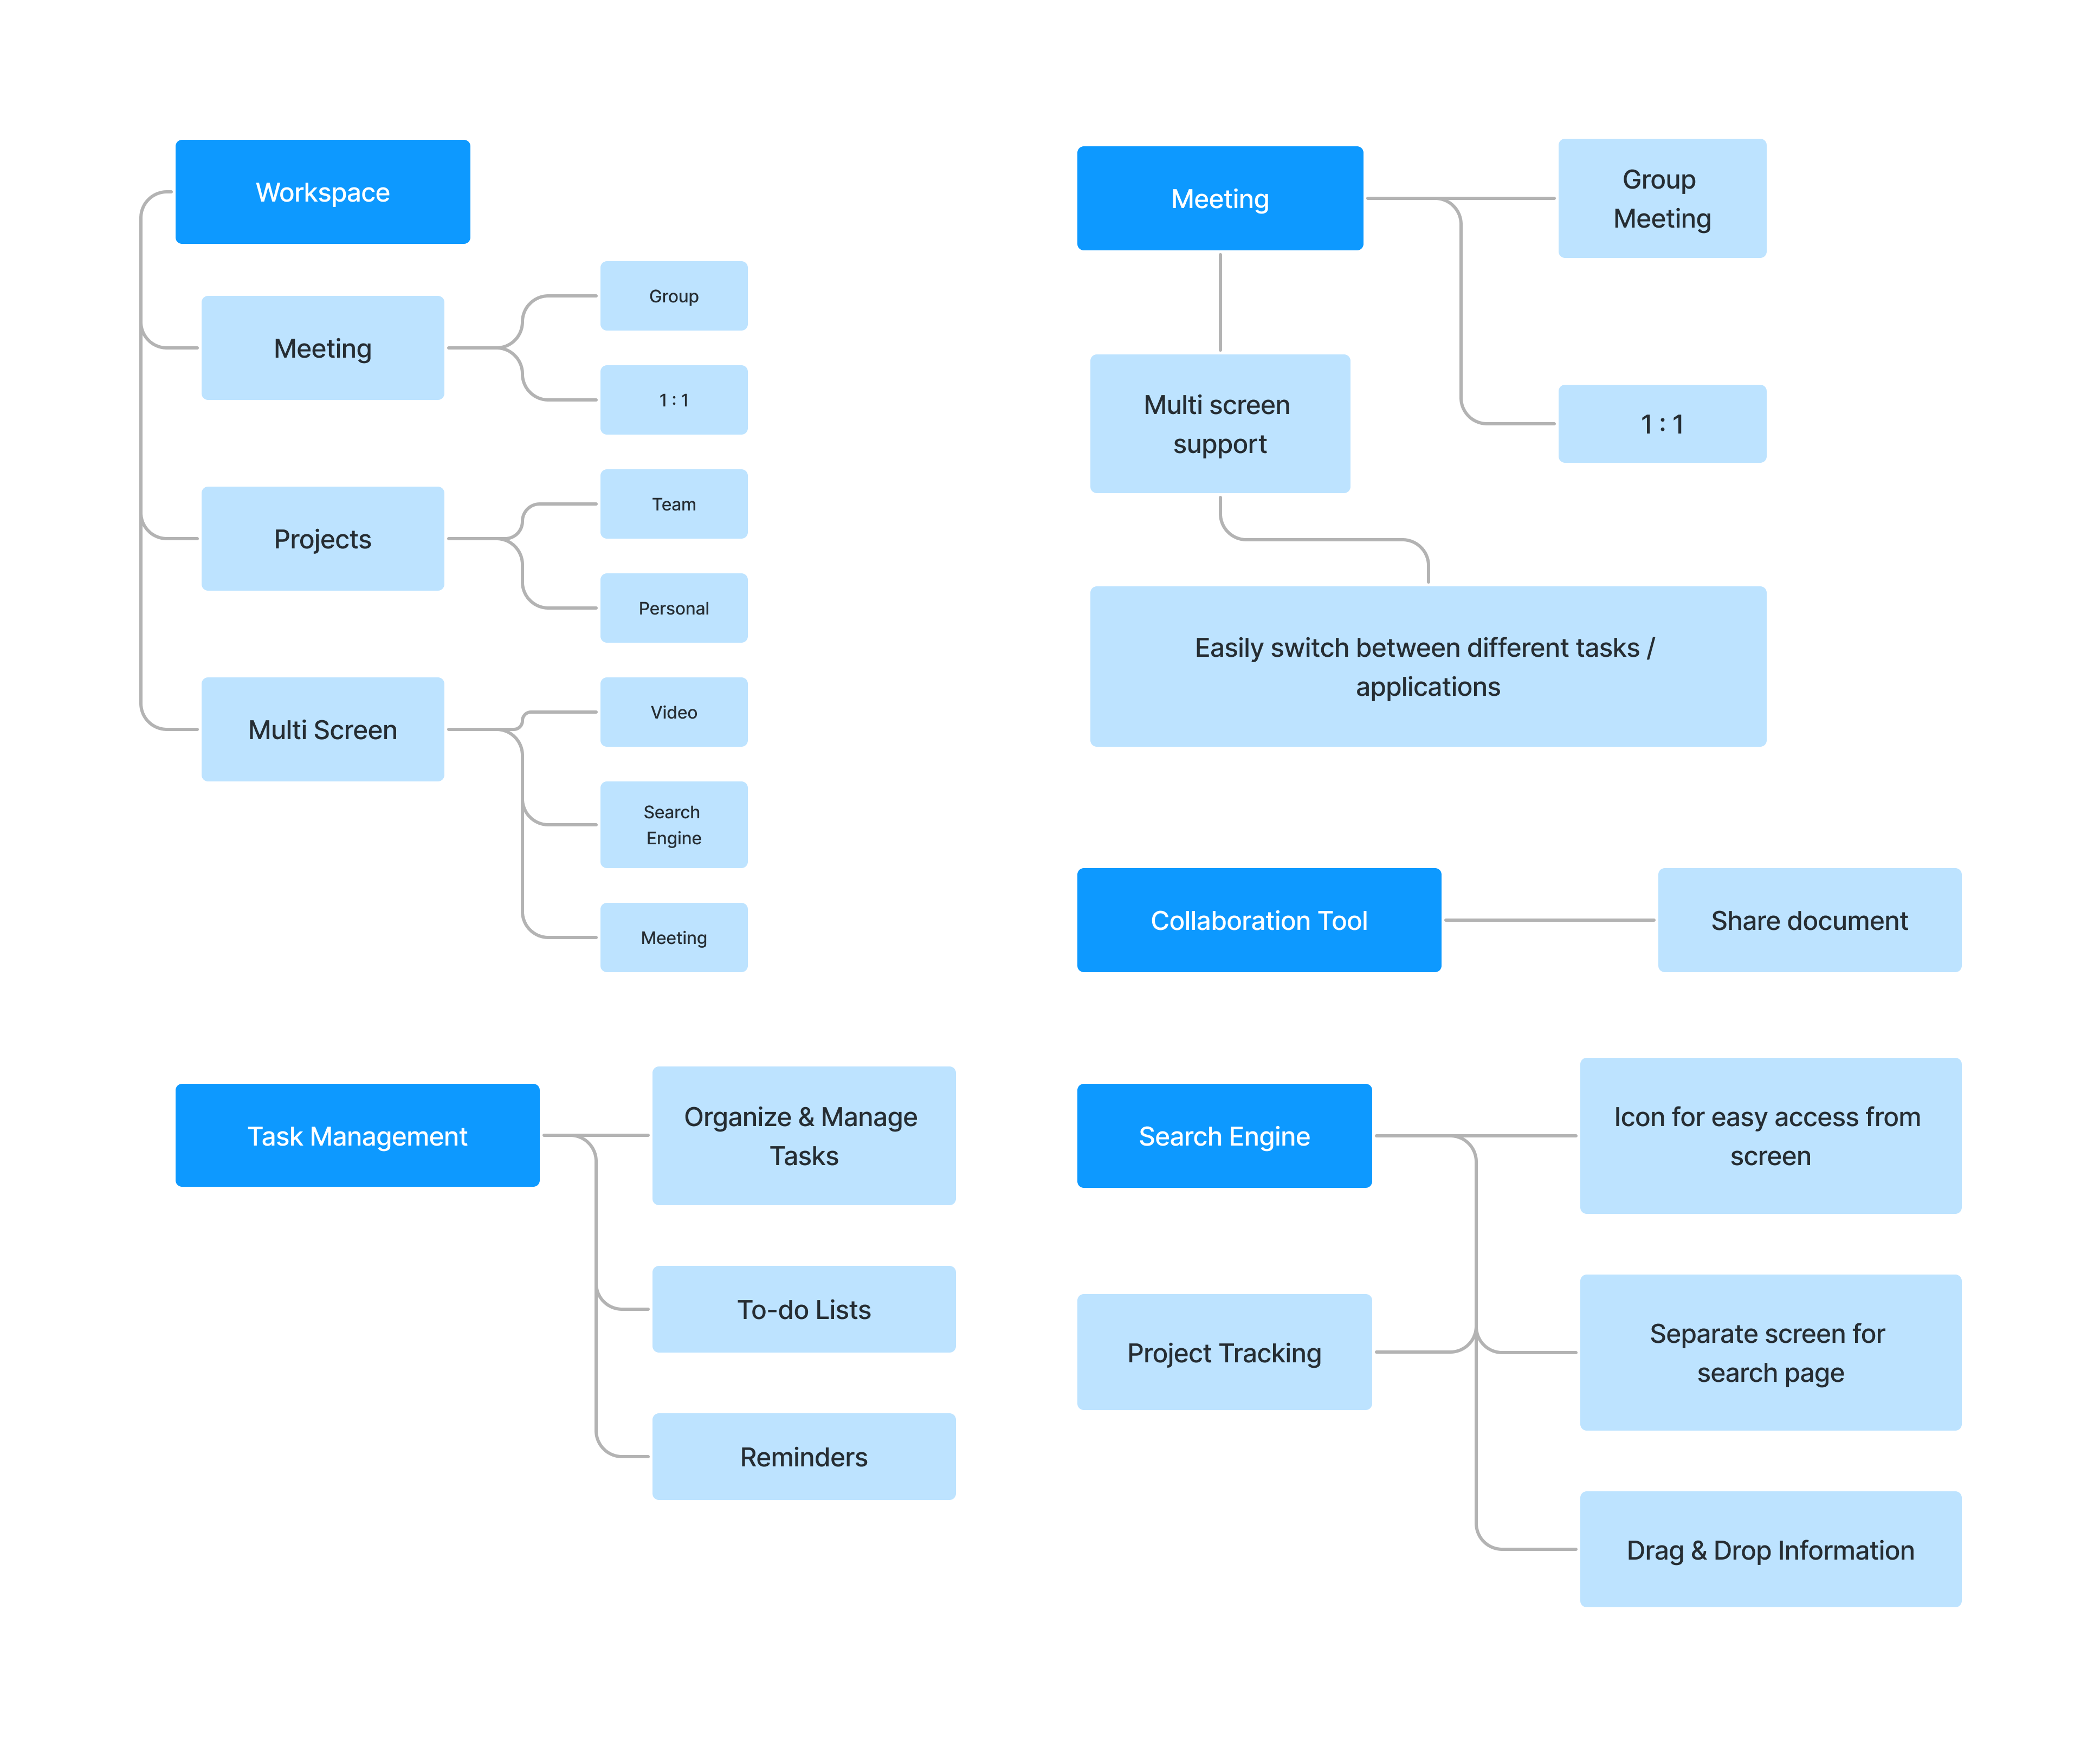 Workspace
Meeting
Group
1 : 1
Projects
Team
Personal
Multi Screen
Video
Search
Engine
Meeting
Meeting
Group
Meeting
1 : 1
Multi screen
support
Easily switch between different tasks /
applications
Collaboration Tool
Share document
Task Management
Organize & Manage
Tasks
To-do Lists
Reminders
Search Engine
Icon for easy access from
screen
Project Tracking
Separate screen for
search page
Drag & Drop Information